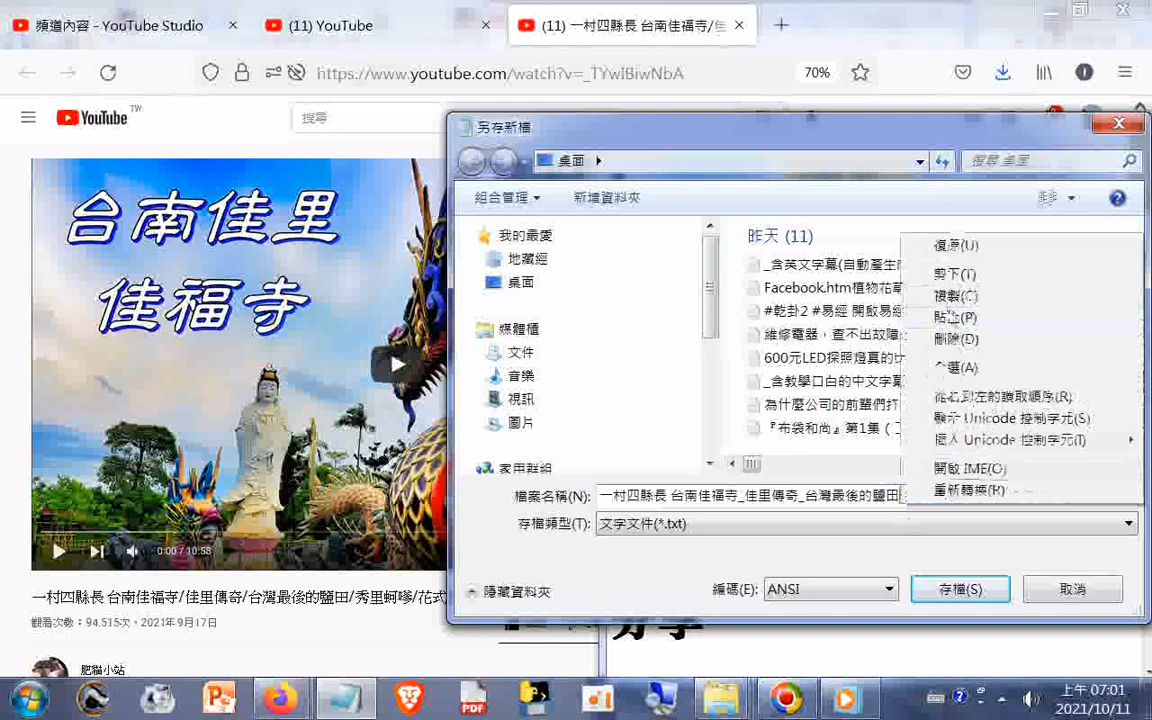 頻道內容 - YouTube Studio
(11) YouTube
(11) 一村四縣長 台南佳福寺/佳
https://www.youtube.com/watch?v=_TYwIBiwNbA
70%
YouTube TW
搜尋
台南佳里
佳福寺
0:00 / 10:58
一村四縣長 台南佳福寺/佳里傳奇/台灣最後的鹽田/秀里蚵嗲/花式
觀看次數：94,515次・2021年9月17日
肥貓小站
另存新檔
桌面
搜尋 桌面
組合管理
新增資料夾
我的最愛
地藏經
桌面
媒體櫃
文件
音樂
視訊
圖片
家用群組
昨天 (11)
_含英文字幕(自動產生
Facebook.htm植物花草
#乾卦2 #易經 開啟易經
維修電器，查不出故障
600元LED探照燈真的
_含教學口白的中文字幕
為什麼公司的前輩們打
『布袋和尚』第1集（
復原(U)
剪下(T)
複製(C)
貼上(P)
刪除(D)
全選(A)
從右到左的讀取順序(R)
顯示 Unicode 控制字元(S)
插入 Unicode 控制字元(I)
開啟 IME(O)
重新轉換(R)
檔案名稱(N):
一村四縣長 台南佳福寺_佳里傳奇_台灣最後的鹽田
存檔類型(T):
文字文件(*.txt)
隱藏資料夾
編碼(E):
ANSI
存檔(S)
取消
分享
PDF
上午 07:01
2021/10/11